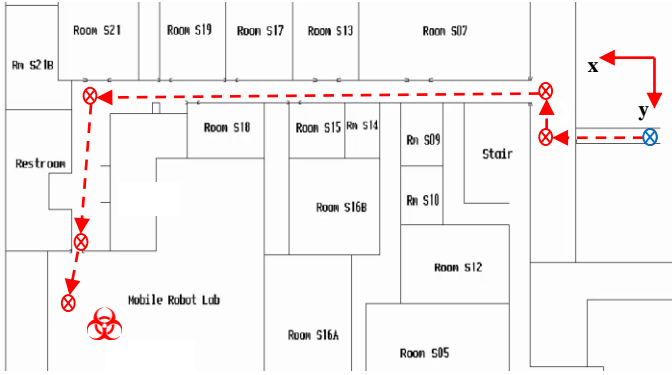 Room S21
Room S19
Room S17
Room S13
Room S07
Rm S21B
x
y
Room S18
Room S15
Rm S14
Rm S09
Stair
Restroom
Rm S10
Room S16B
Room S12
Mobile Robot Lab
Room S16A
Room S05